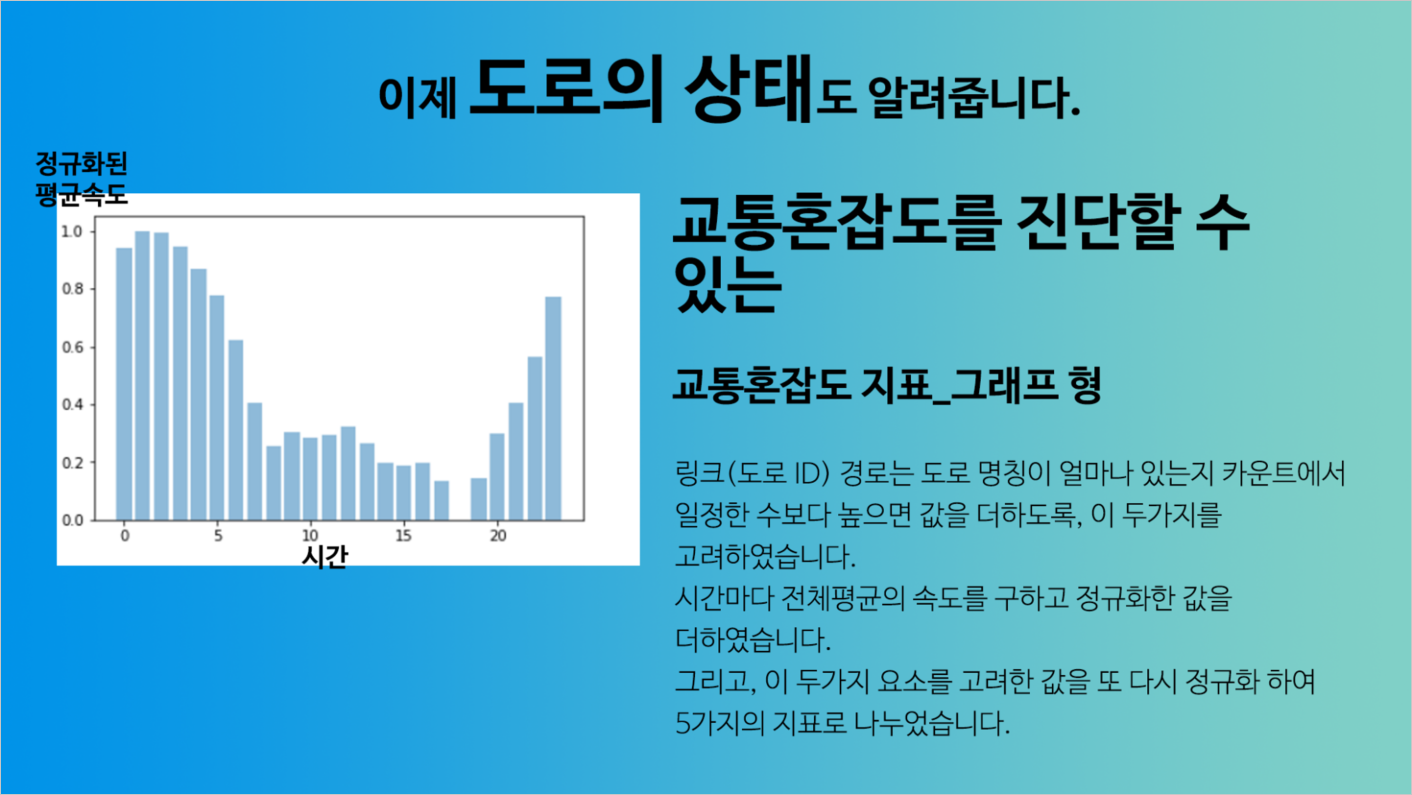 이제 도로의 상태도 알려줍니다.
정규화된
평균속도
1.0
0.8
0.6
0.4
0.2
0.0
0 5 10 15 20
시간
교통혼잡도를 진단할 수
있는
교통혼잡도 지표_그래프 형
링크(도로 ID) 경로는 도로 명칭이 얼마나 있는지 카운트에서
일정한 수보다 높으면 값을 더하도록, 이 두가지를
고려하였습니다.
시간마다 전체평균의 속도를 구하고 정규화한 값을
더하였습니다.
그리고, 이 두가지 요소를 고려한 값을 또 다시 정규화 하여
5가지의 지표로 나누었습니다.